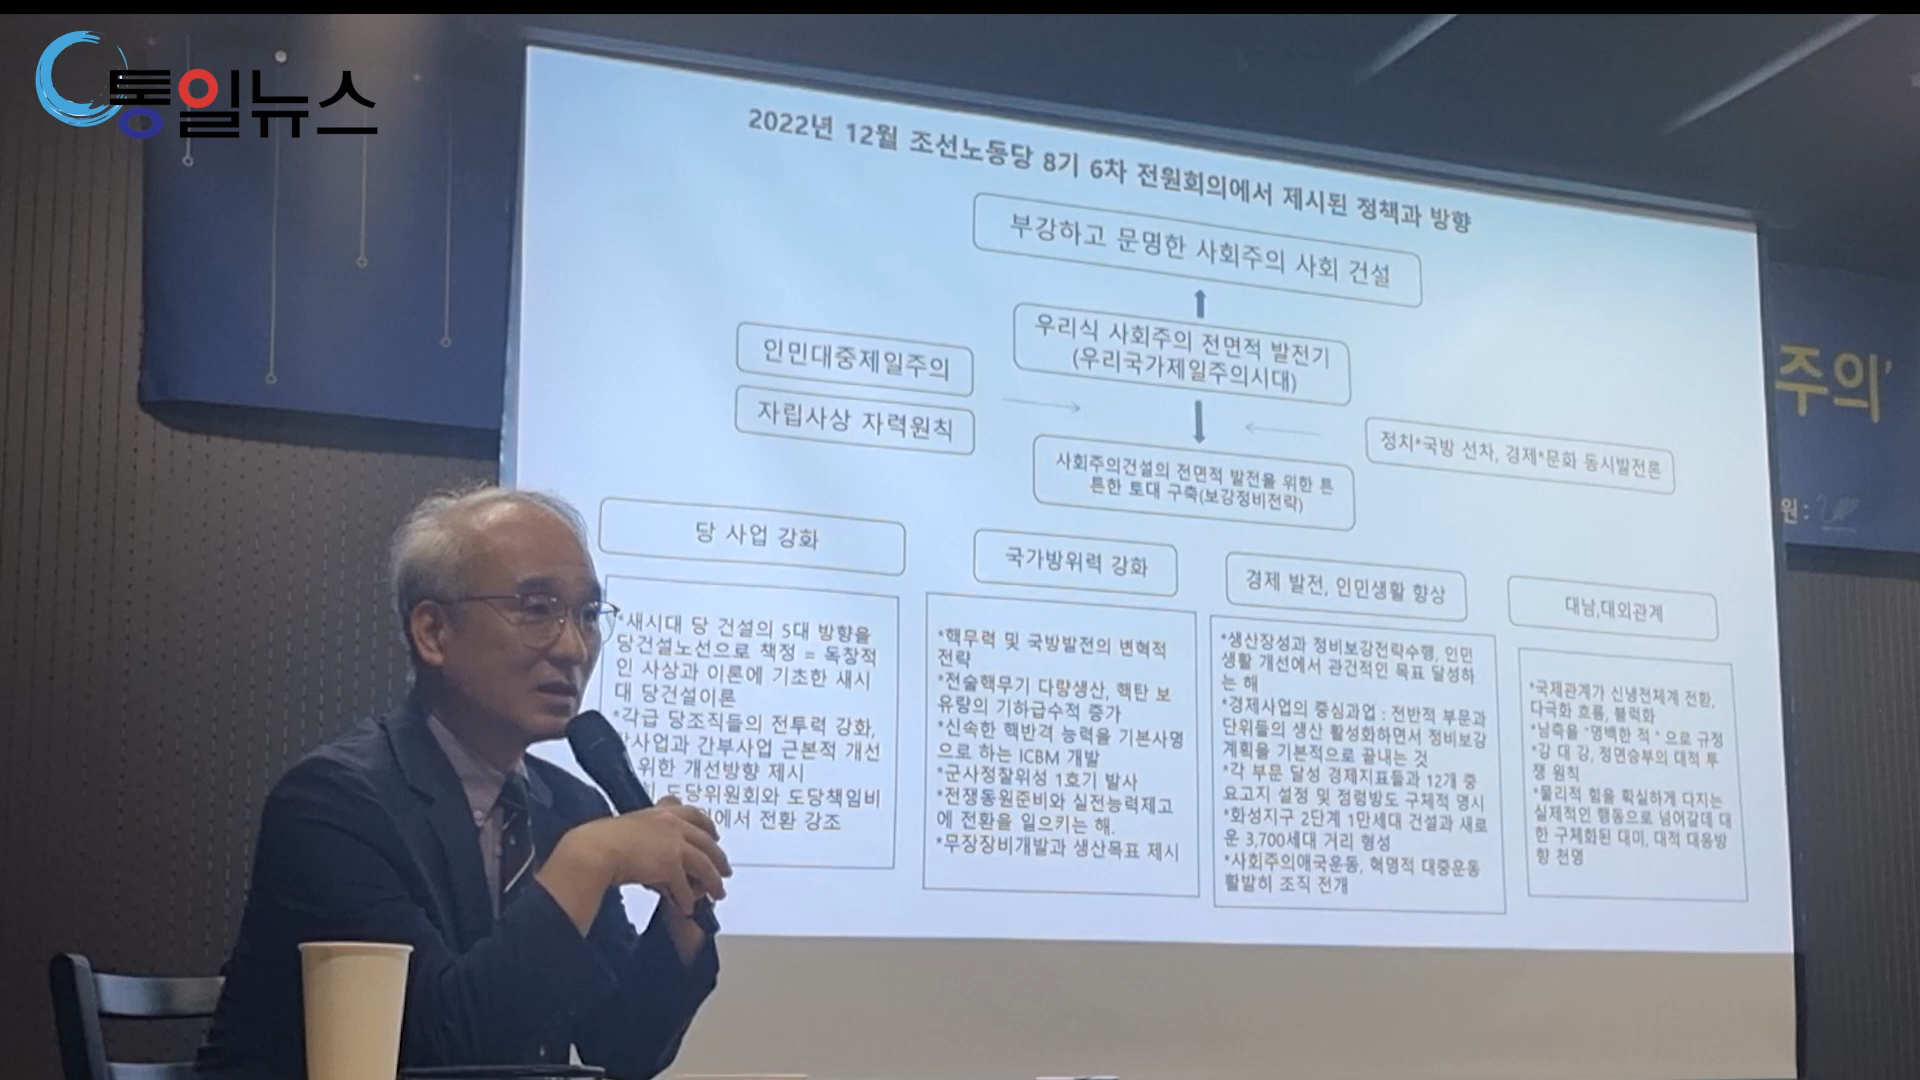 통일뉴스
2022년 12월 조선노동당 8기 6차 전원회의에서 제시된 정책과 방향
부강하고 문명한 사회주의 사회 건설
우리식 사회주의 전면적 발전기
(우리국가제일주의시대)
인민대중제일주의
자립사상 자력원칙
정치*국방 선차, 경제*문화 동시발전론
사회주의건설의 전면적 발전을 위한 튼
튼한 토대 구축(보강정비전략)
당 사업 강화
*새시대 당 건설의 5대 방향을
당건설노선으로 책정 = 독창적
인 사상과 이론에 기초한 새시
대 당건설이론
*각급 당조직들의 전투력 강화,
당사업과 간부사업 근본적 개선
위한 개선방향 제시
도당위원회와 도당책임비
에서 전환 강조
국가방위력 강화
*핵무력 및 국방발전의 변혁적
전략
*전술핵무기 다량생산, 핵탄 보
유량의 기하급수적 증가
*신속한 핵반격 능력을 기본사명
으로 하는 ICBM 개발
*군사정찰위성 1호기 발사
*전쟁동원준비와 실전능력제고
에 전환을 일으키는 해.
*무장장비개발과 생산목표 제시
경제 발전, 인민생활 향상
*생산장성과 정비보강전략수행, 인민
생활 개선에서 관건적인 목표 달성하
는 해
*경제사업의 중심과업 : 전반적 부문과
단위들의 생산 활성화하면서 정비보강
계획을 기본적으로 끝내는 것
*각 부문 달성 경제지표들과 12개 중
요고지 설정 및 점령방도 구체적 명시
*화성지구 2단계 1만세대 건설과 새로
운 3,700세대 거리 형성
*사회주의애국운동, 혁명적 대중운동
활발히 조직 전개
대남,대외관계
*국제관계가 신냉전체계 전환,
다극화 흐름, 블럭화
*남측을 "명백한 적 " 으로 규정
*강 대 강, 정면승부의 대적 투
쟁 원칙
*물리적 힘을 확실하게 다지는
실제적인 행동으로 넘어갈데 대
한 구체화된 대미, 대적 대응방
향 천명
주의'
원 :